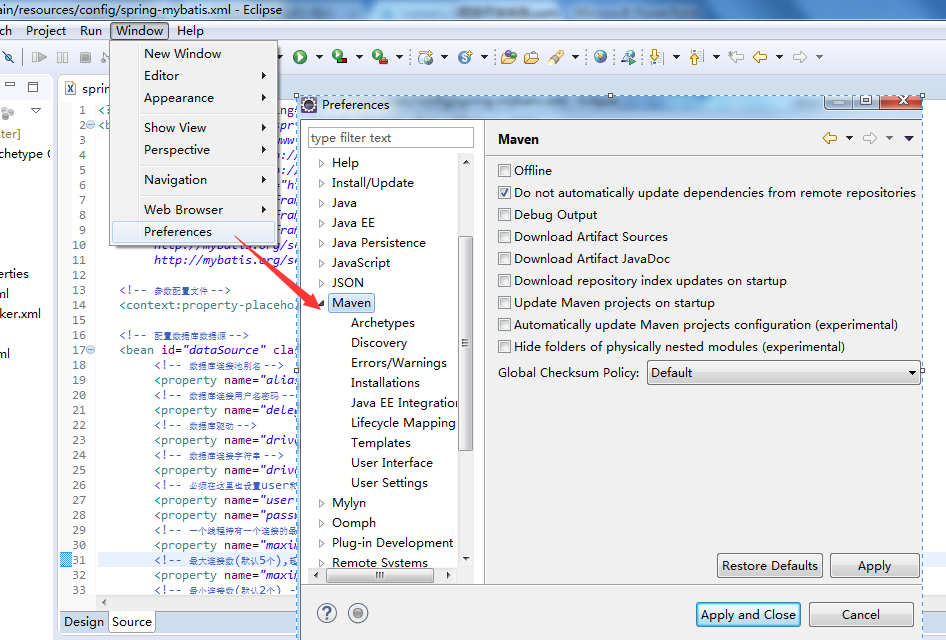 ain/resources/config/spring-mybatis.xml - Eclipse
ch Project Run Window Help
New Window
Editor
Appearance
Show View
Perspective
Navigation
Web Browser
Preferences
sprin
ter]
chetype
erties
ml
ker.xml
ml
1 <?
2 <b
3
4
5
6
7
8
9
10 http://mybatis.org/s
11 http://mybatis.org/s
12
13 <!-- 参数配置文件 -->
14 <context:property-placeho
15
16 <!-- 配置数据库数据源 -->
17 <bean id="dataSource" cla
18 <!-- 数据库连接池别名 -->
19 <property name="alia
20 <!-- 数据库连接用户名密码 --
21 <property name="dele
22 <!-- 数据库驱动 -->
23 <property name="driv
24 <!-- 数据库连接字符串 -->
25 <property name="driv
26 <!-- 必须在这里也设置user和
27 <property name="user
28 <property name="pass
29 <!-- 一个线程持有一个连接的最
30 <property name="maxi
31 <!-- 最大连接数(默认5个),超
32 <property name="maxi
33 <!-- 最小连接数(默认2个) -
Design Source
Preferences
type filter text
Help
Install/Update
Java
Java EE
Java Persistence
JavaScript
JSON
Maven
Archetypes
Discovery
Errors/Warnings
Installations
Java EE Integration
Lifecycle Mapping
Templates
User Interface
User Settings
Mylyn
Oomph
Plug-in Development
Remote Systems
Maven
Offline
Do not automatically update dependencies from remote repositories
Debug Output
Download Artifact Sources
Download Artifact JavaDoc
Download repository index updates on startup
Update Maven projects on startup
Automatically update Maven projects configuration (experimental)
Hide folders of physically nested modules (experimental)
Global Checksum Policy: Default
Restore Defaults Apply
Apply and Close Cancel